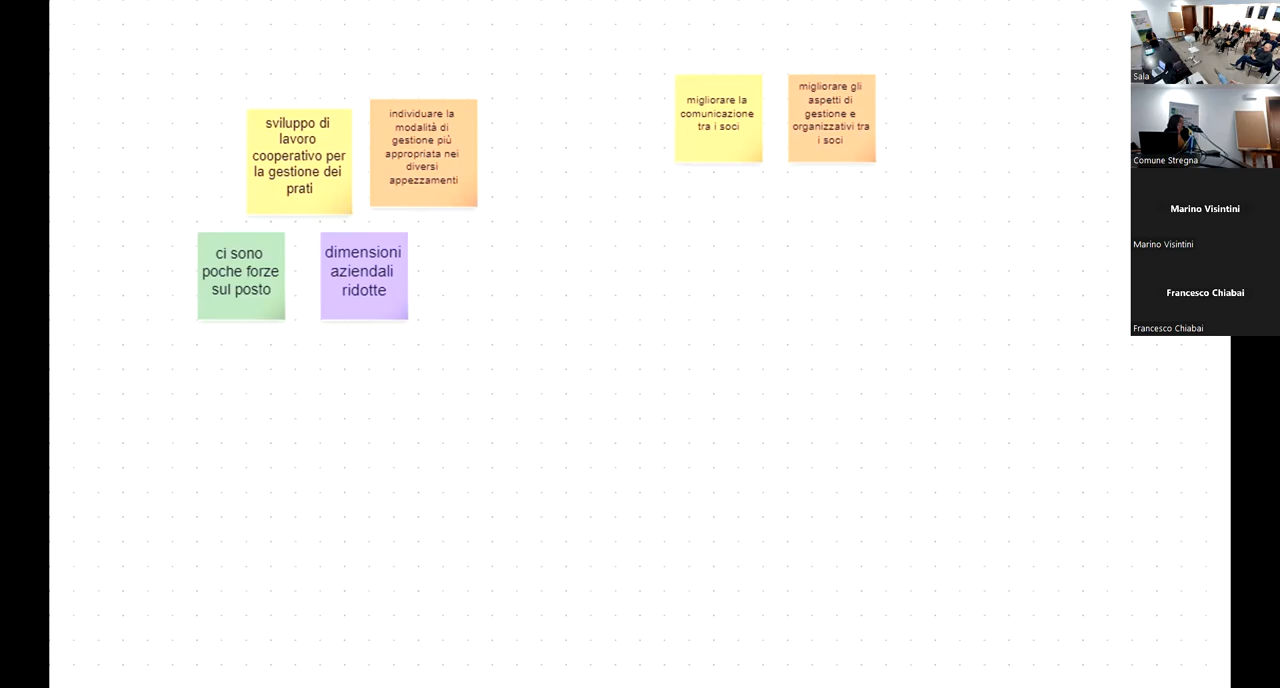 sviluppo di
lavoro
cooperativo per
la gestione dei
prati
individuare la
modalità di
gestione più
appropriata nei
diversi
appezzamenti
ci sono
poche forze
sul posto
dimensioni
aziendali
ridotte
migliorare la
comunicazione
tra i soci
migliorare gli
aspetti di
gestione e
organizzativi tra
i soci
Sala
Comune Stregna
Marino Visintini
Marino Visintini
Francesco Chiabai
Francesco Chiabai